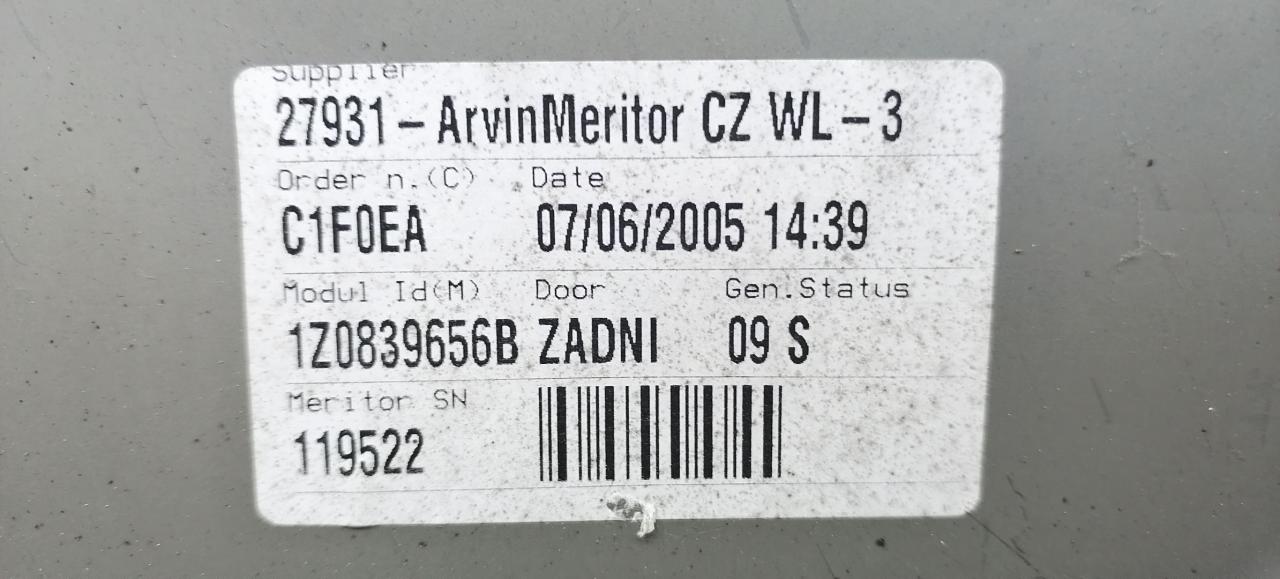 Supplier
27931 - ArvinMeritor CZ WL - 3
Order n.(C) Date
C1F0EA 07/06/2005 14:39
Modul Id(M) Door Gen.Status
1Z0839656B ZADNI 09 S
Meritor SN
119522